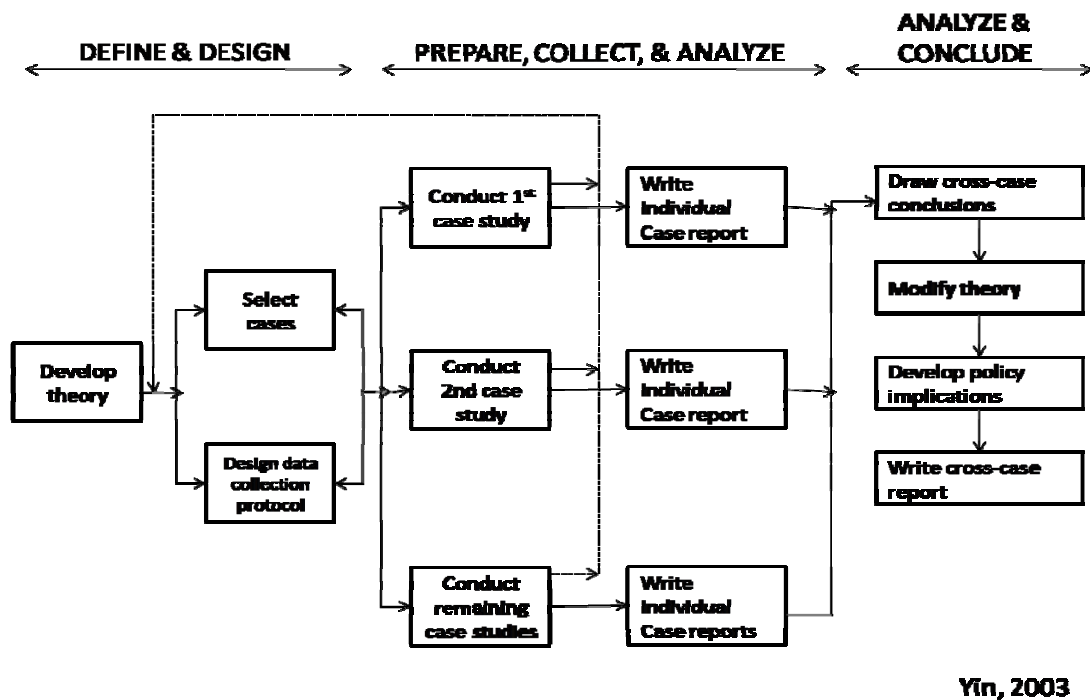 DEFINE & DESIGN
PREPARE, COLLECT, & ANALYZE
ANALYZE &
CONCLUDE
Develop
theory
Select
cases
Design data
collection
protocol
Conduct 1st
case study
Write
Individual
Case report
Conduct
2nd case
study
Write
Individual
Case report
Conduct
remaining
case studies
Write
Individual
Case reports
Draw cross-case
conclusions
Modify theory
Develop policy
implications
Write cross-case
report
Yin, 2003